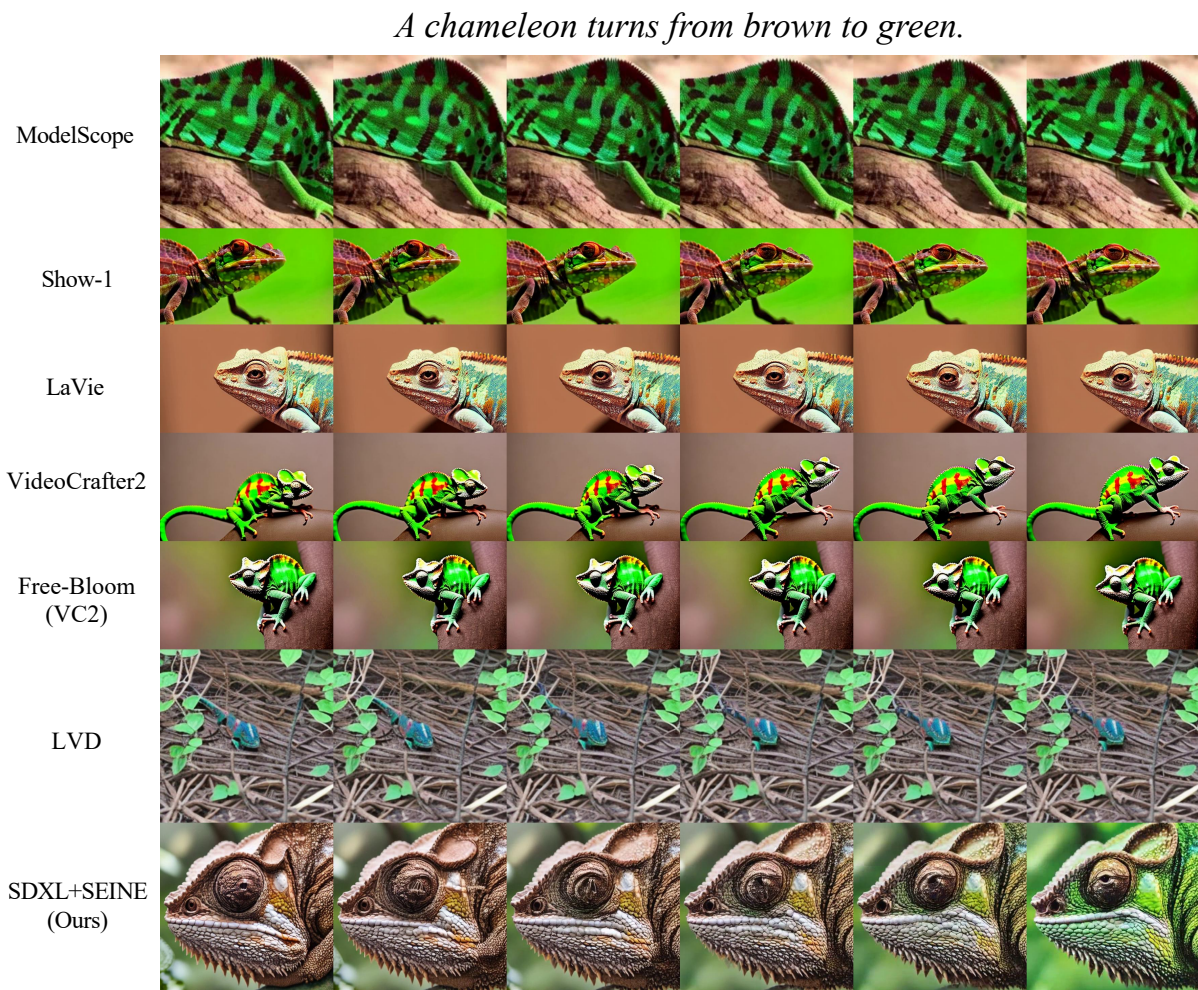 A chameleon turns from brown to green.
ModelScope
Show-1
LaVie
VideoCrafter2
Free-Bloom
(VC2)
LVD
SDXL+SEINE
(Ours)